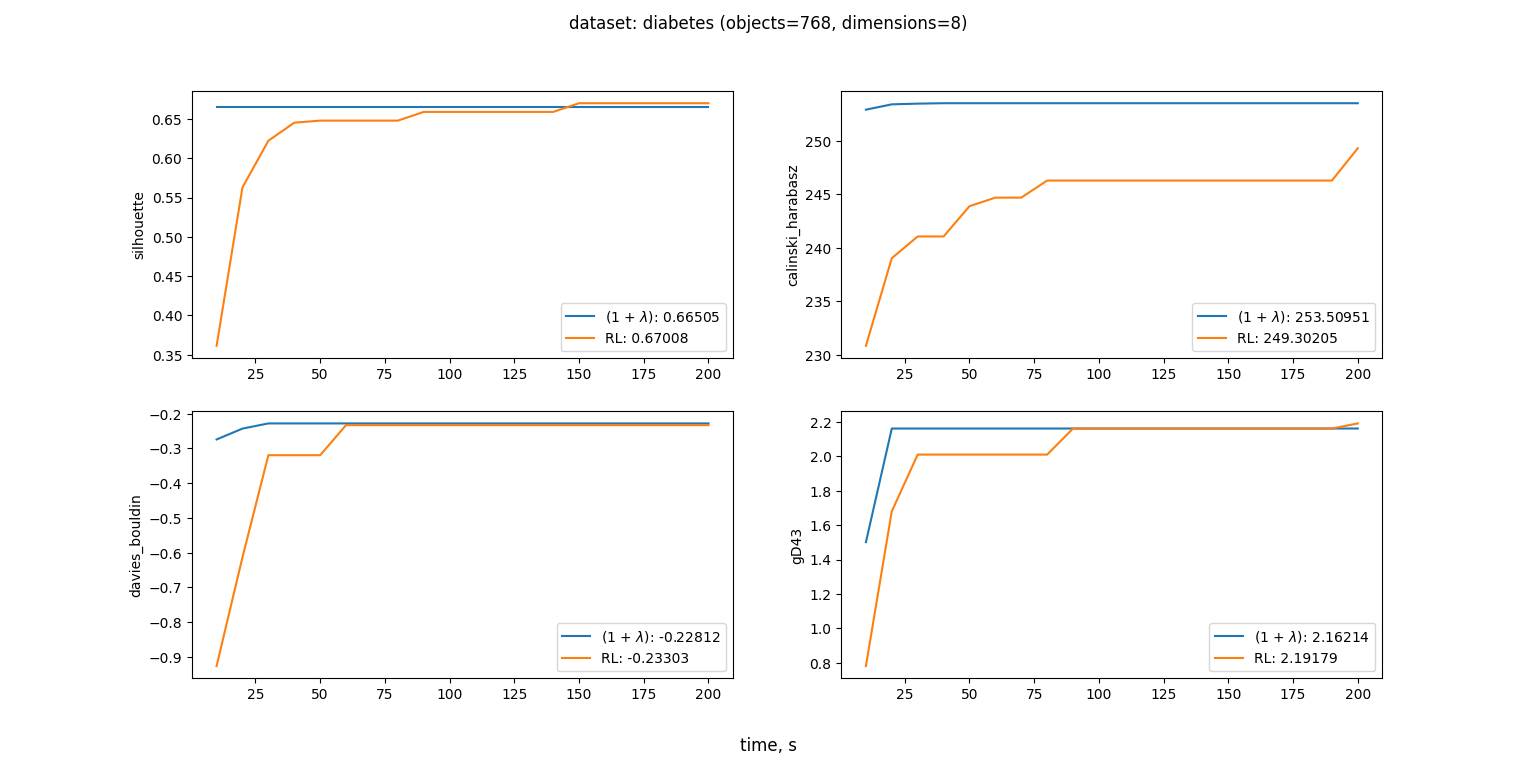 dataset: diabetes (objects=768, dimensions=8)
silhouette
0.65
0.60
0.55
0.50
0.45
0.40
0.35
25 50 75 100 125 150 175 200
(1 + λ): 0.66505
RL: 0.67008
calinski_harabasz
250
245
240
235
230
25 50 75 100 125 150 175 200
(1 + λ): 253.50951
RL: 249.30205
davies_bouldin
−0.2
−0.3
−0.4
−0.5
−0.6
−0.7
−0.8
−0.9
25 50 75 100 125 150 175 200
(1 + λ): -0.22812
RL: -0.23303
gD43
2.2
2.0
1.8
1.6
1.4
1.2
1.0
0.8
25 50 75 100 125 150 175 200
(1 + λ): 2.16214
RL: 2.19179
time, s